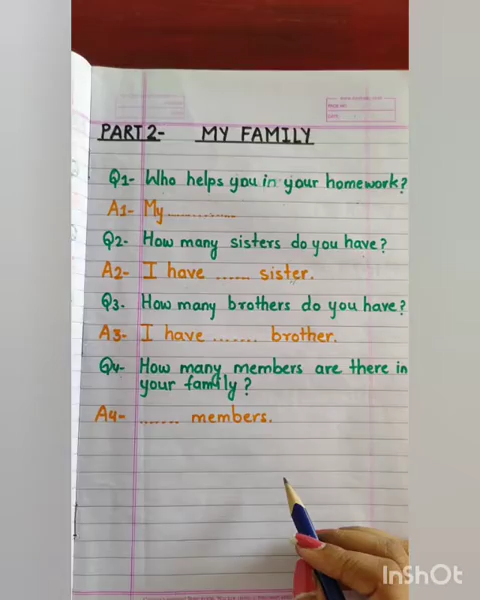 PART 2- MY FAMILY
Q1- Who helps you in your homework?
A1- My.............
Q2- How many sisters do you have?
A2- I have ...... sister.
Q3- How many brothers do you have?
A3- I have ....... brother.
Q4- How many members are there in
your family?
A4- ....... members.
InShOt